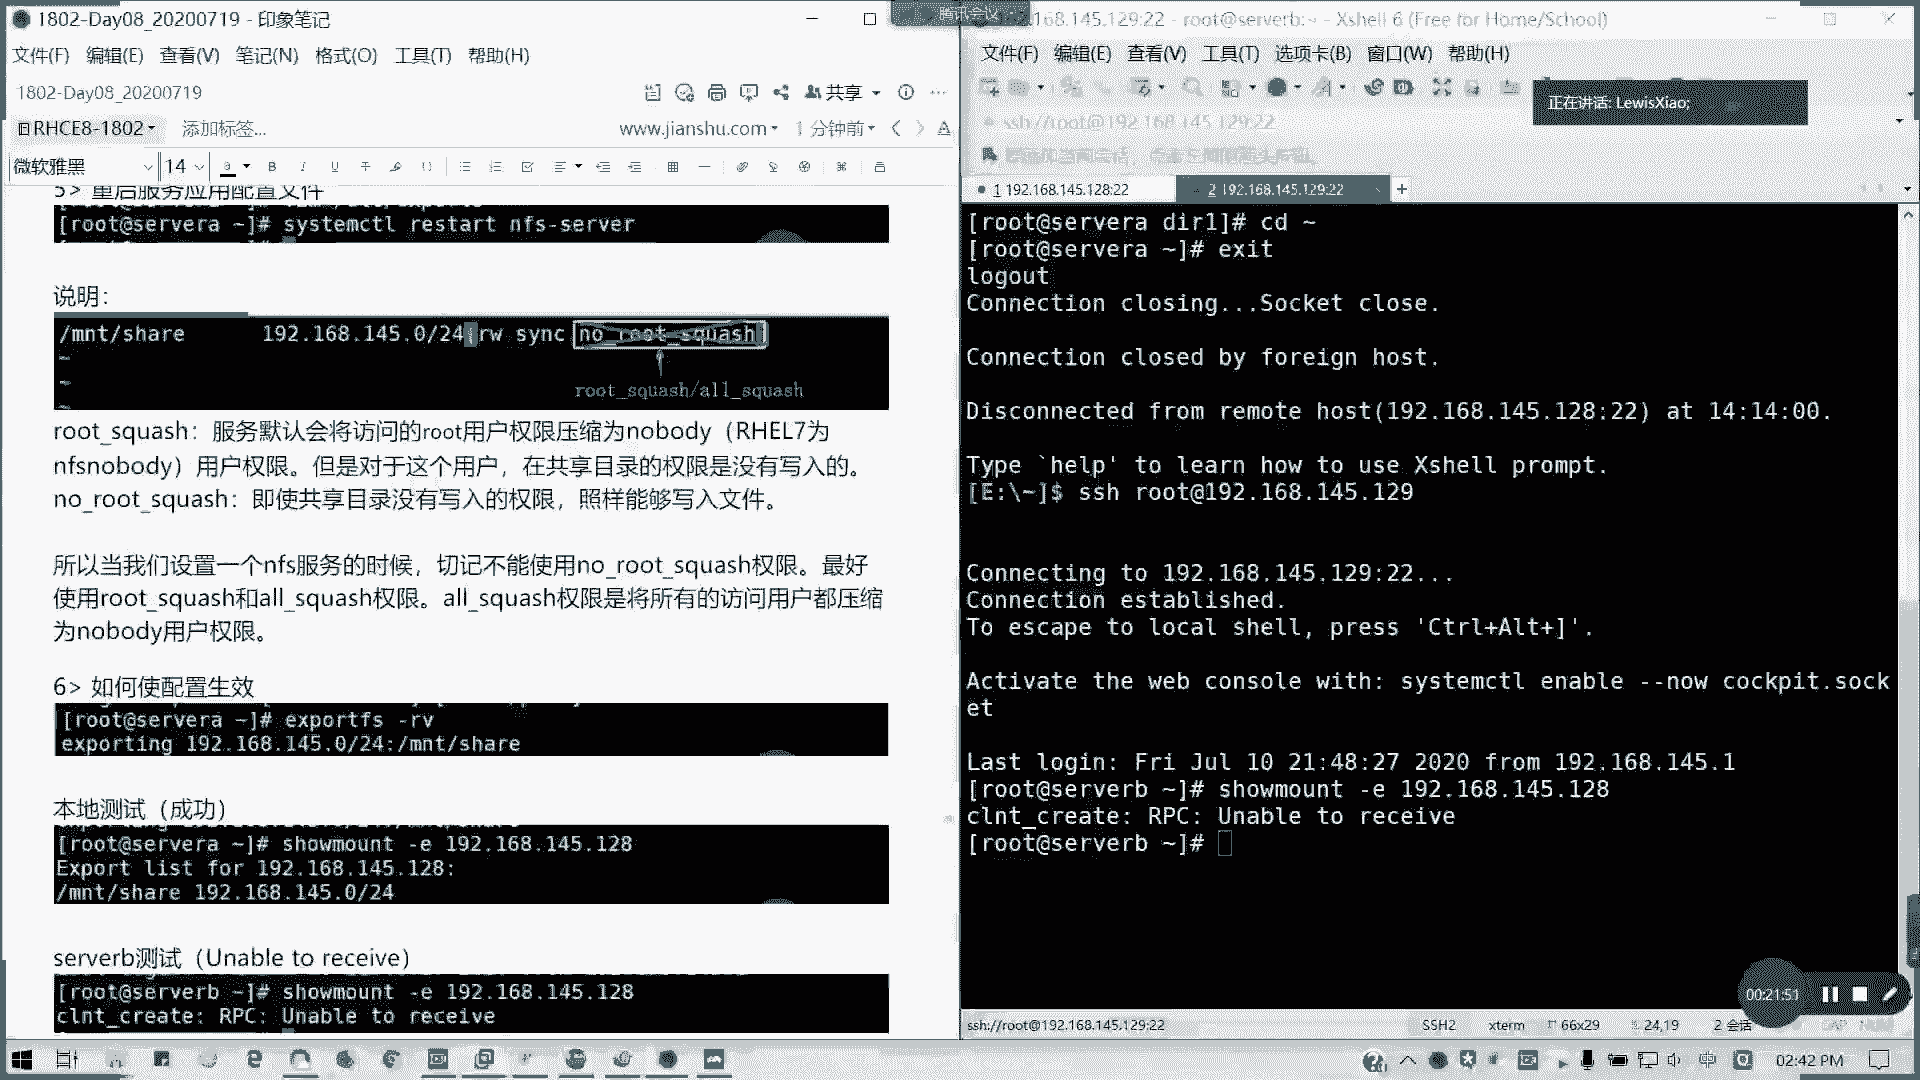 1802-Day08_20200719 - 印象笔记
文件(F) 编辑(E) 查看(V) 笔记(N) 格式(O) 工具(T) 帮助(H)
1802-Day08_20200719
共享
RHCE8-1802
添加标签...
www.jianshu.com
1 分钟前
微软雅黑 14
5> 重启服务应用配置文件
[root@servera ~]# systemctl restart nfs-server
说明：
/mnt/share 192.168.145.0/24(rw sync no_root_squash)
root_squash/all_squash
root_squash：服务默认会将访问的root用户权限压缩为nobody（RHEL7为
nfsnobody）用户权限。但是对于这个用户，在共享目录的权限是没有写入的。
no_root_squash：即使共享目录没有写入的权限，照样能够写入文件。
所以当我们设置一个nfs服务的时候，切记不能使用no_root_squash权限。最好
使用root_squash和all_squash权限。all_squash权限是将所有的访问用户都压缩
为nobody用户权限。
6> 如何使配置生效
[root@servera ~]# exportfs -rv
exporting 192.168.145.0/24:/mnt/share
本地测试（成功）
[root@servera ~]# showmount -e 192.168.145.128
Export list for 192.168.145.128:
/mnt/share 192.168.145.0/24
serverb测试（Unable to receive）
[root@serverb ~]# showmount -e 192.168.145.128
clnt_create: RPC: Unable to receive
腾讯会议
192.168.145.129:22 - root@serverb:~ - Xshell 6 (Free for Home/School)
文件(F) 编辑(E) 查看(V) 工具(T) 选项卡(B) 窗口(W) 帮助(H)
正在讲话: LewisXiao;
ssh://root@192.168.145.129:22
1 192.168.145.128:22
2 192.168.145.129:22
[root@servera dir1]# cd ~
[root@servera ~]# exit
logout
Connection closing...Socket close.
Connection closed by foreign host.
Disconnected from remote host(192.168.145.128:22) at 14:14:00.
Type `help' to learn how to use Xshell prompt.
[E:\~]$ ssh root@192.168.145.129
Connecting to 192.168.145.129:22...
Connection established.
To escape to local shell, press 'Ctrl+Alt+]'.
Activate the web console with: systemctl enable --now cockpit.sock
et
Last login: Fri Jul 10 21:48:27 2020 from 192.168.145.1
[root@serverb ~]# showmount -e 192.168.145.128
clnt_create: RPC: Unable to receive
[root@serverb ~]#
00:21:51
ssh://root@192.168.145.129:22
SSH2
xterm
66x29
24,19
2 会话
中
02:42 PM